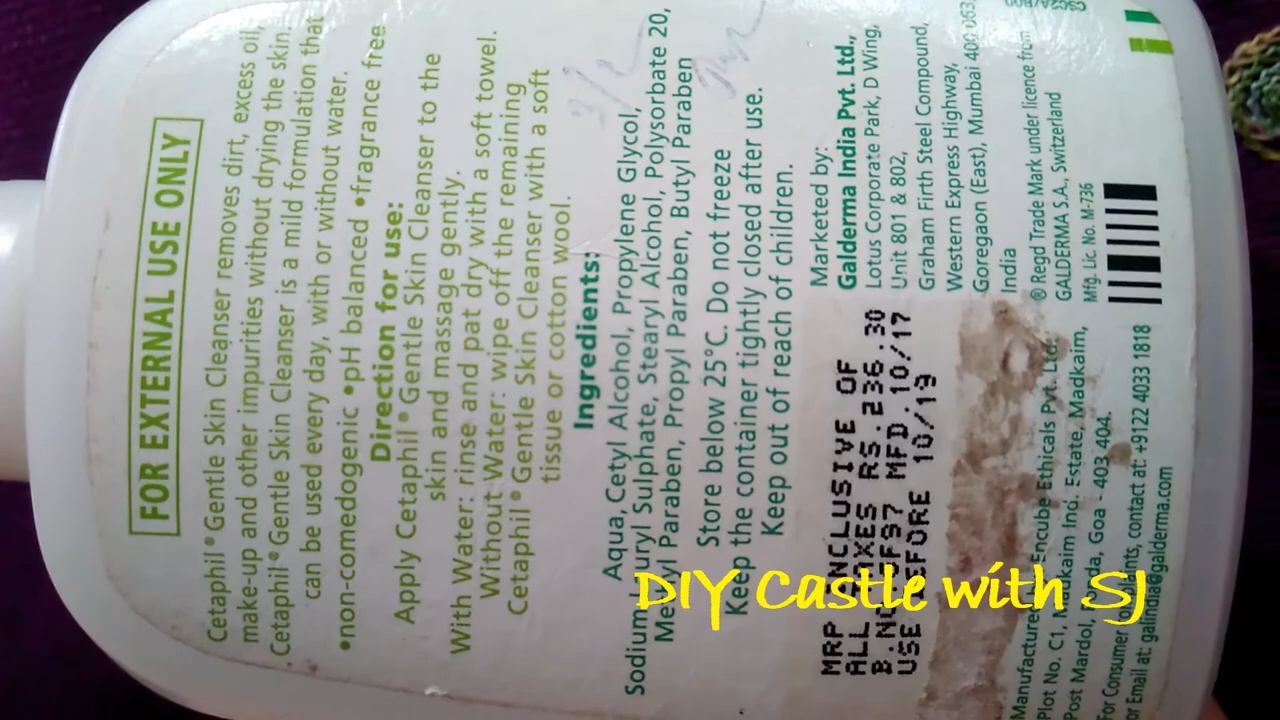 FOR EXTERNAL USE ONLY
Cetaphil® Gentle Skin Cleanser removes dirt, excess oil,
make-up and other impurities without drying the skin.
Cetaphil® Gentle Skin Cleanser is a mild formulation that
can be used every day, with or without water.
•non-comedogenic •pH balanced •fragrance free
Direction for use:
Apply Cetaphil® Gentle Skin Cleanser to the
skin and massage gently.
With Water: rinse and pat dry with a soft towel.
Without Water: wipe off the remaining
Cetaphil® Gentle Skin Cleanser with a soft
tissue or cotton wool.
Ingredients:
Aqua, Cetyl Alcohol, Propylene Glycol,
Sodium Lauryl Sulphate, Stearyl Alcohol, Polysorbate 20,
Methyl Paraben, Propyl Paraben, Butyl Paraben
Store below 25°C. Do not freeze
Keep the container tightly closed after use.
Keep out of reach of children.
MRP INCLUSIVE OF
ALL TAXES RS.236.30
MFD.10/17
USE BEFORE 10/19
Marketed by:
Galderma India Pvt. Ltd.,
Lotus Corporate Park, D Wing,
Unit 801 & 802,
Graham Firth Steel Compound,
Western Express Highway,
Goregaon (East), Mumbai 400 063,
India
® Regd Trade Mark under licence from
GALDERMA S.A., Switzerland
Mfg. Lic. No. M-736
Encube Ethicals Pvt. Ltd.
Plot No. C1, Madkaim Ind. Estate, Madkaim,
Post Mardol, Goa - 403 404.
For Consumer contact at: +9122 4033 1818
or Email at: galindia@galderma.com
DIY Castle with SJ